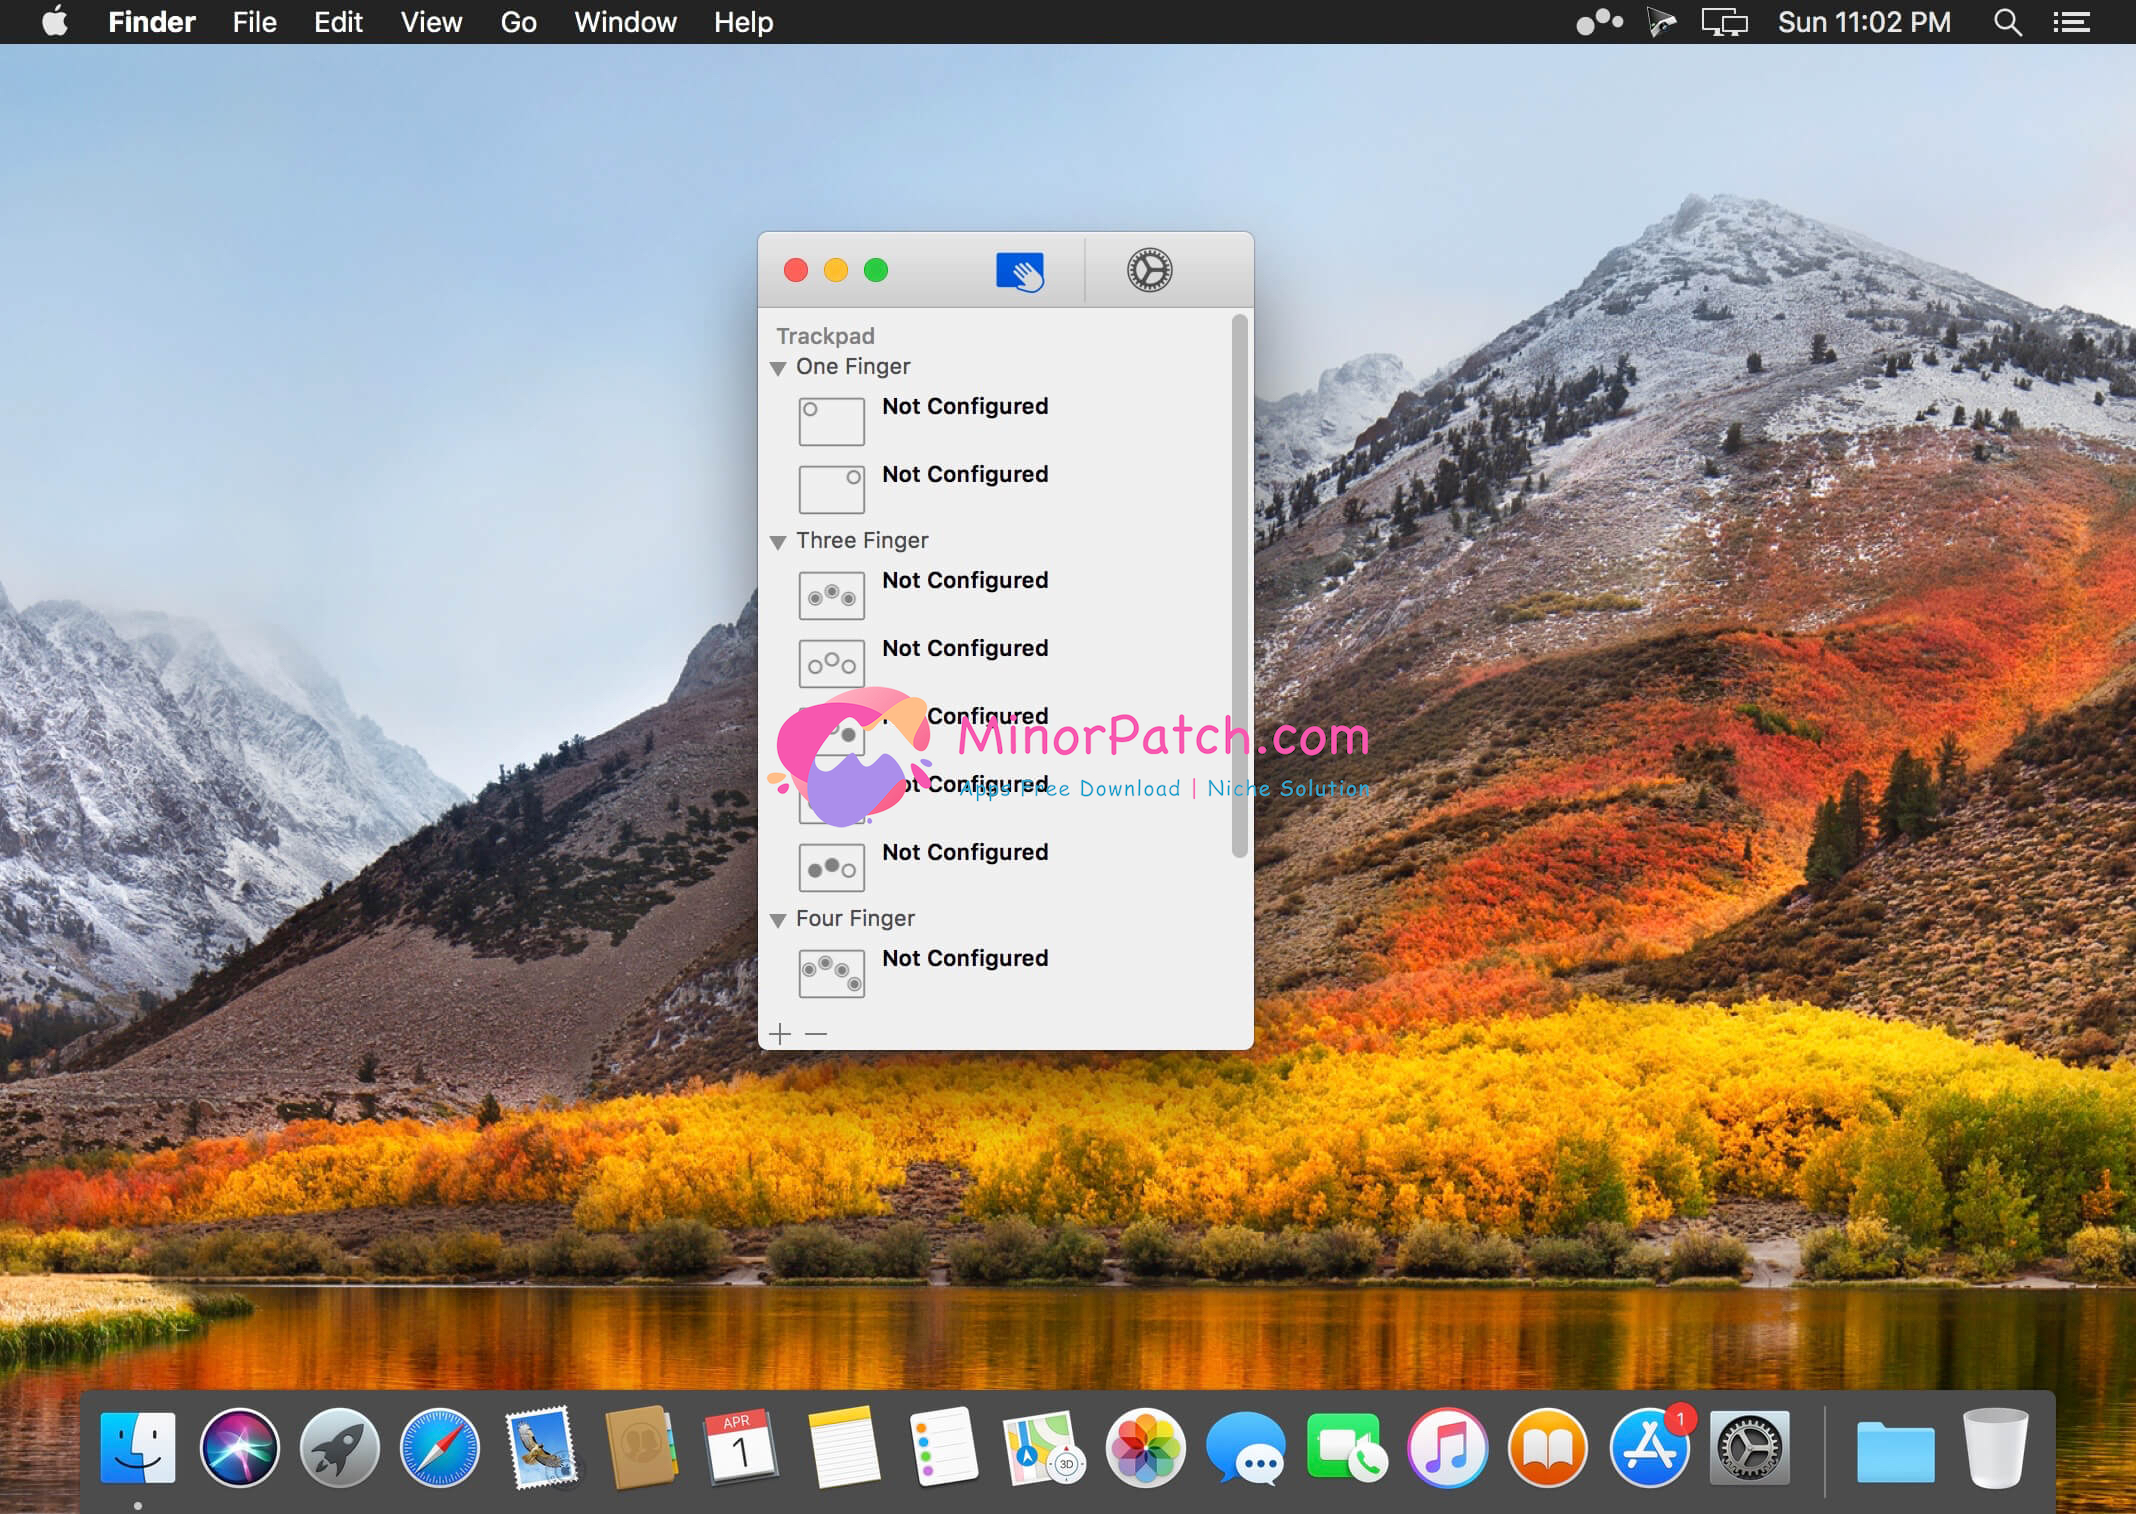 Finder File Edit View Go Window Help Sun 11:02 PM
Trackpad
One Finger
Not Configured
Not Configured
Three Finger
Not Configured
Not Configured
Configured
MinorPatch.com
Configured
Apps Free Download | Niche Solution
Not Configured
Four Finger
Not Configured
APR
1
3D
1